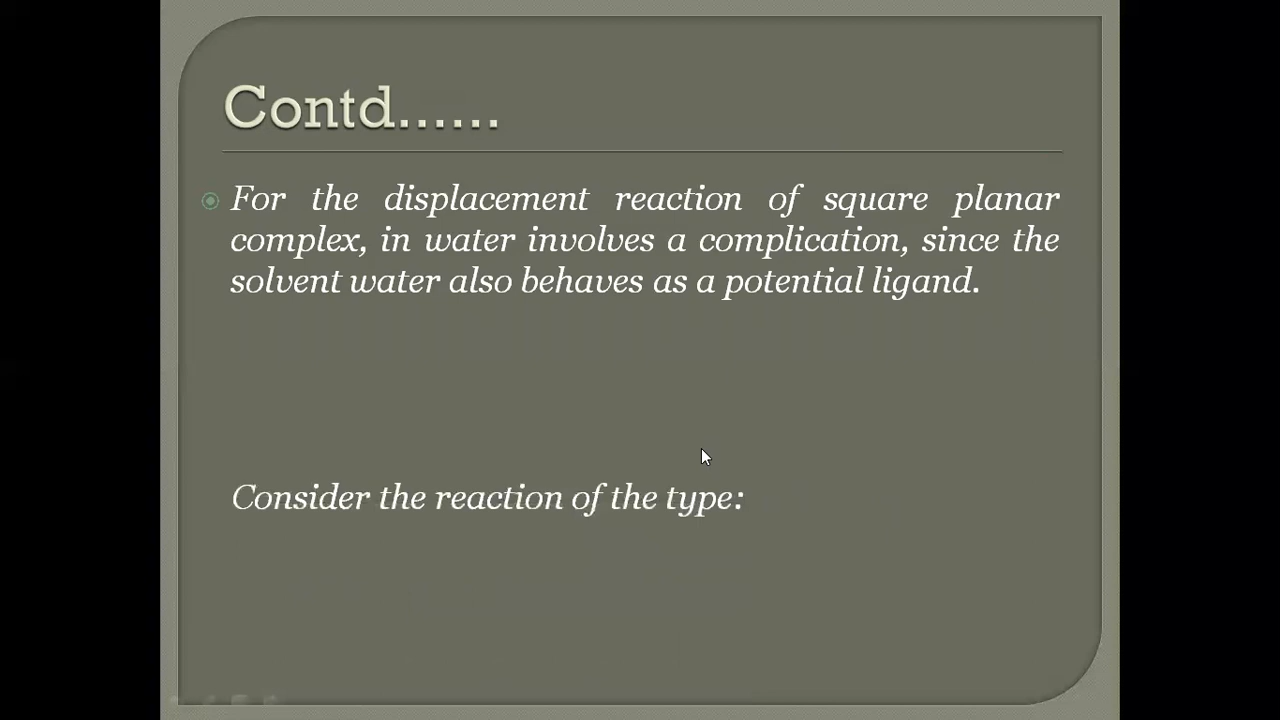 Contd......
For the displacement reaction of square planar
complex, in water involves a complication, since the
solvent water also behaves as a potential ligand.
Consider the reaction of the type: